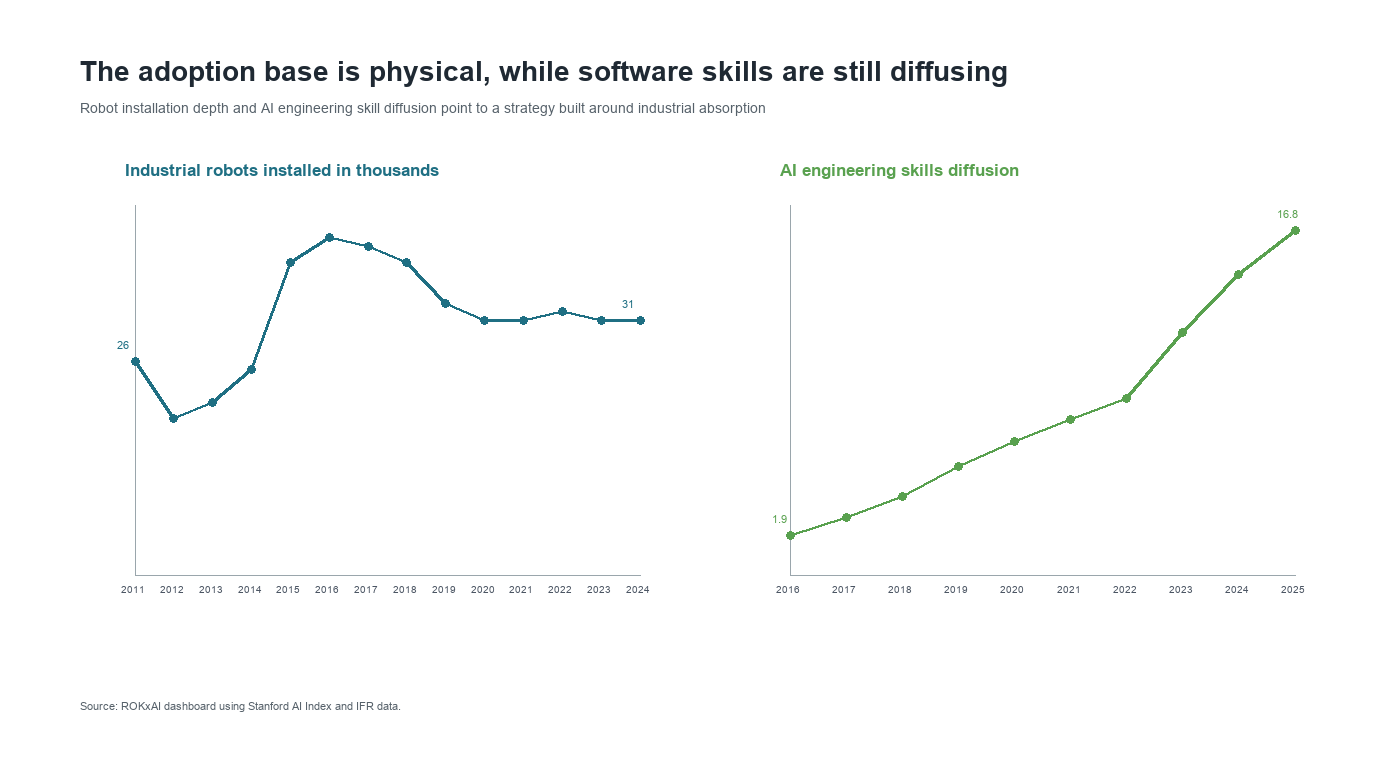 The adoption base is physical, while software skills are still diffusing
Robot installation depth and AI engineering skill diffusion point to a strategy built around industrial absorption
Industrial robots installed in thousands
26
31
2011 2012 2013 2014 2015 2016 2017 2018 2019 2020 2021 2022 2023 2024
AI engineering skills diffusion
16.8
1.9
2016 2017 2018 2019 2020 2021 2022 2023 2024 2025
Source: ROKxAI dashboard using Stanford AI Index and IFR data.